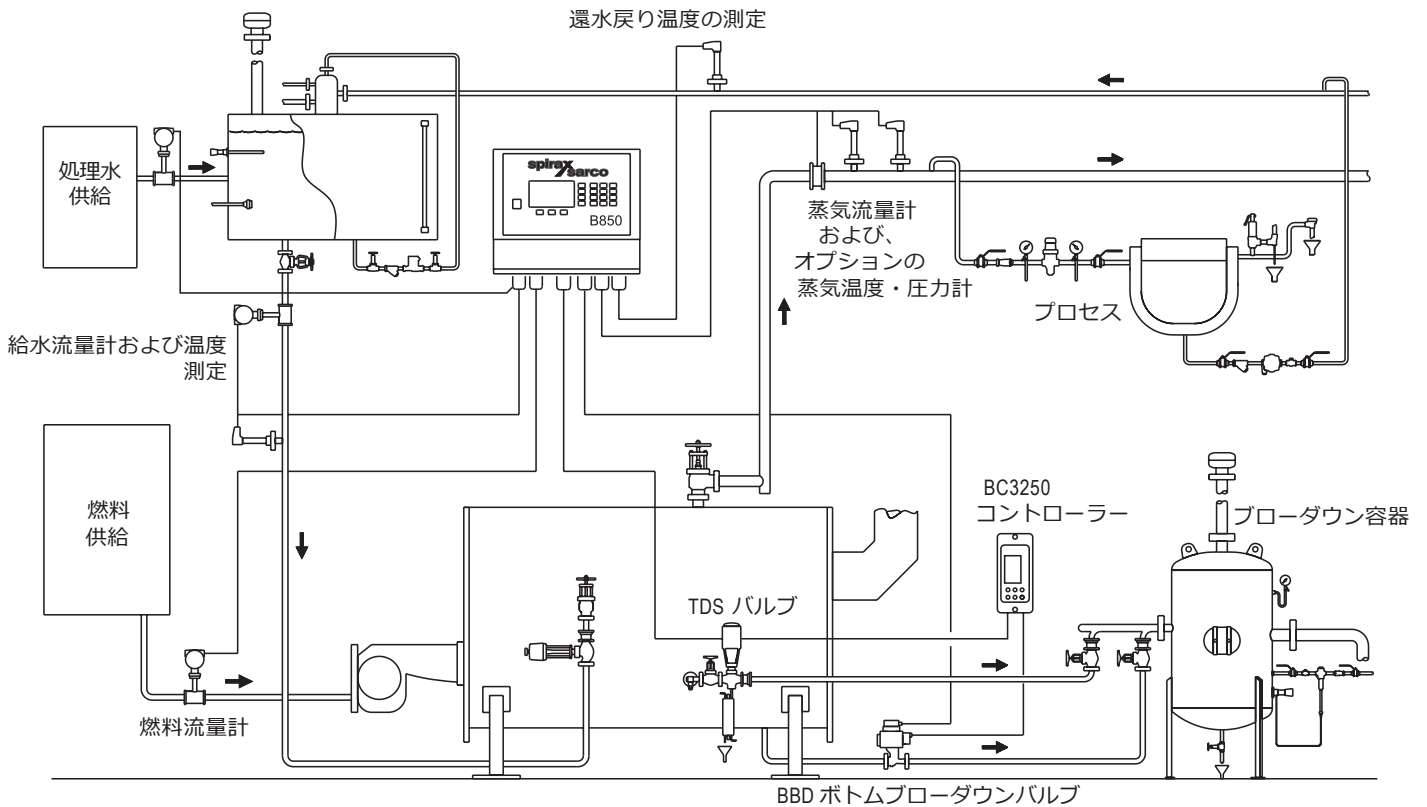 還水戻り温度の測定
処理水
供給
spirax
sarco
B850
蒸気流量計
および、
オプションの
蒸気温度・圧力計
プロセス
給水流量計および温度
測定
燃料
供給
BC3250
コントローラー
ブローダウン容器
TDS バルブ
燃料流量計
BBD ボトムブローダウンバルブ